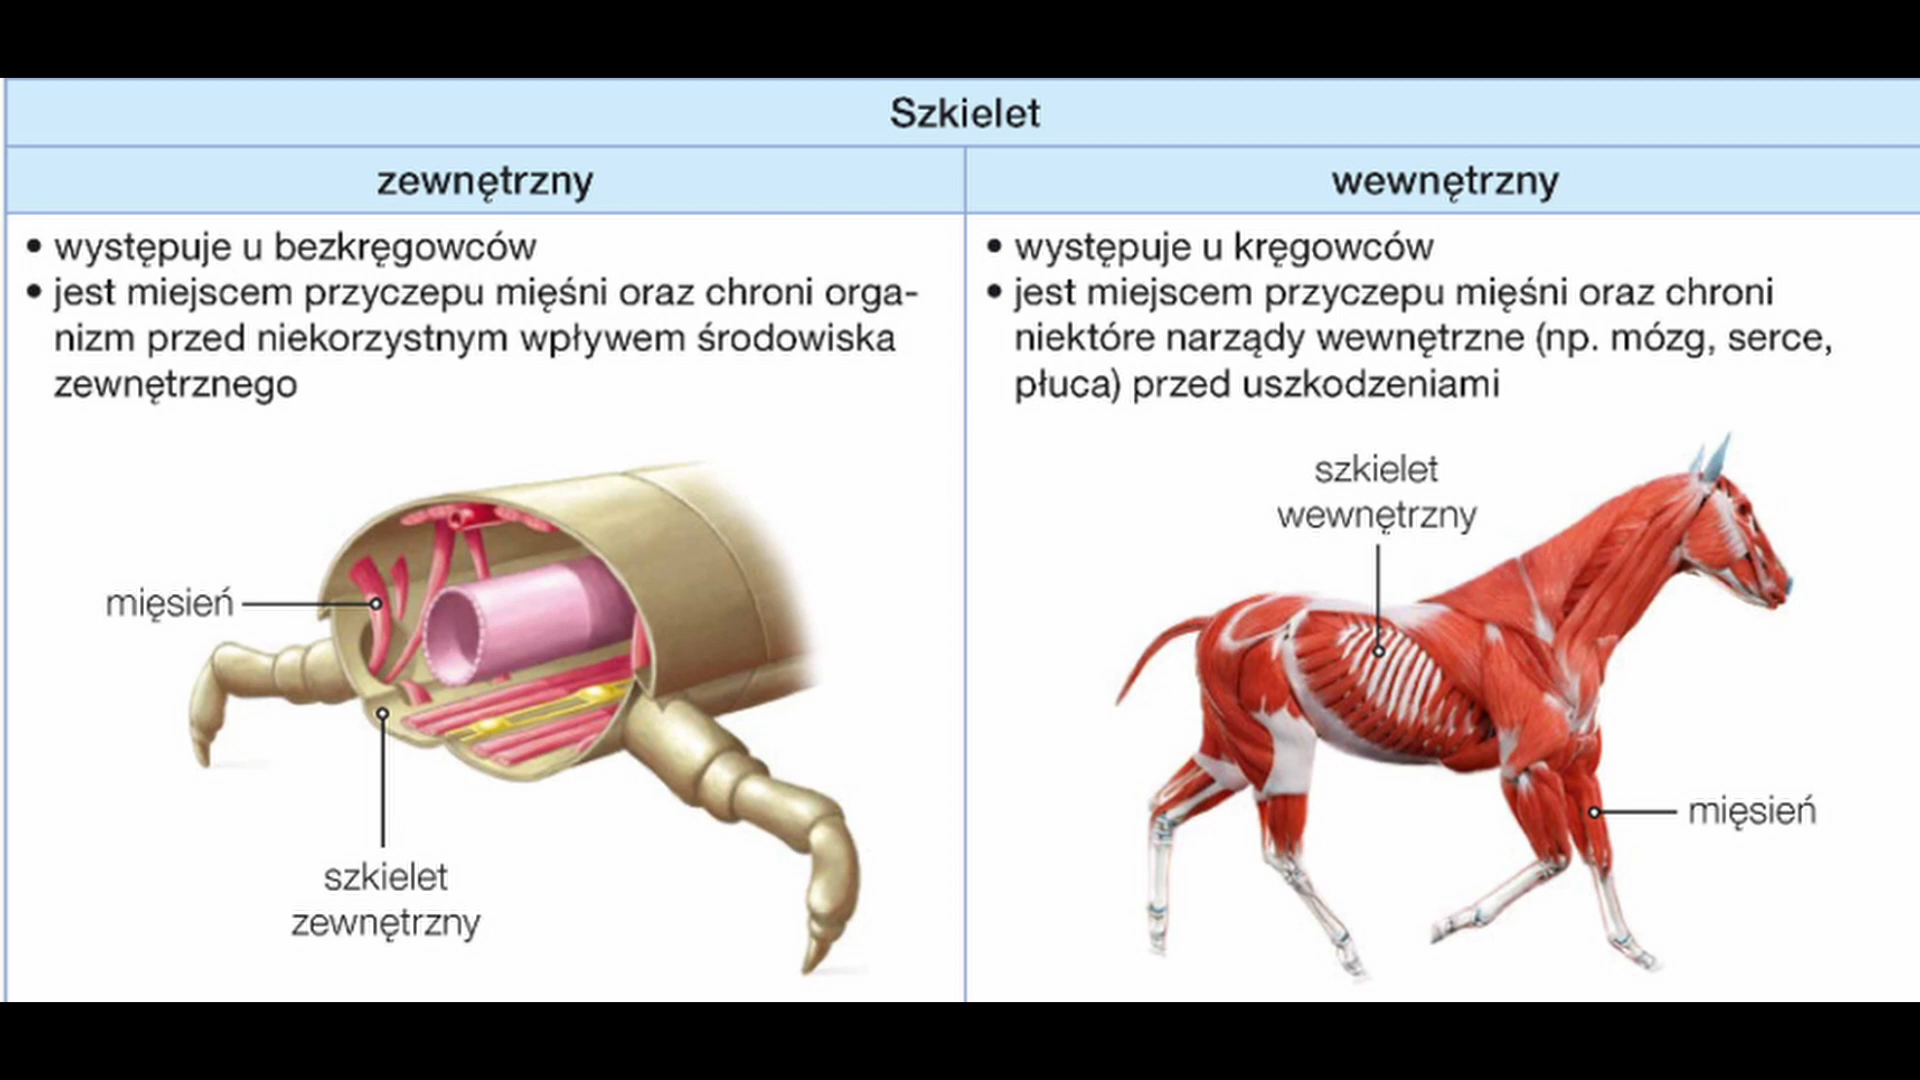 Szkielet
zewnętrzny
wewnętrzny
• występuje u bezkręgowców
• jest miejscem przyczepu mięśni oraz chroni orga-
nizm przed niekorzystnym wpływem środowiska
zewnętrznego
• występuje u kręgowców
• jest miejscem przyczepu mięśni oraz chroni
niektóre narządy wewnętrzne (np. mózg, serce,
płuca) przed uszkodzeniami
mięsień
szkielet
zewnętrzny
szkielet
wewnętrzny
mięsień